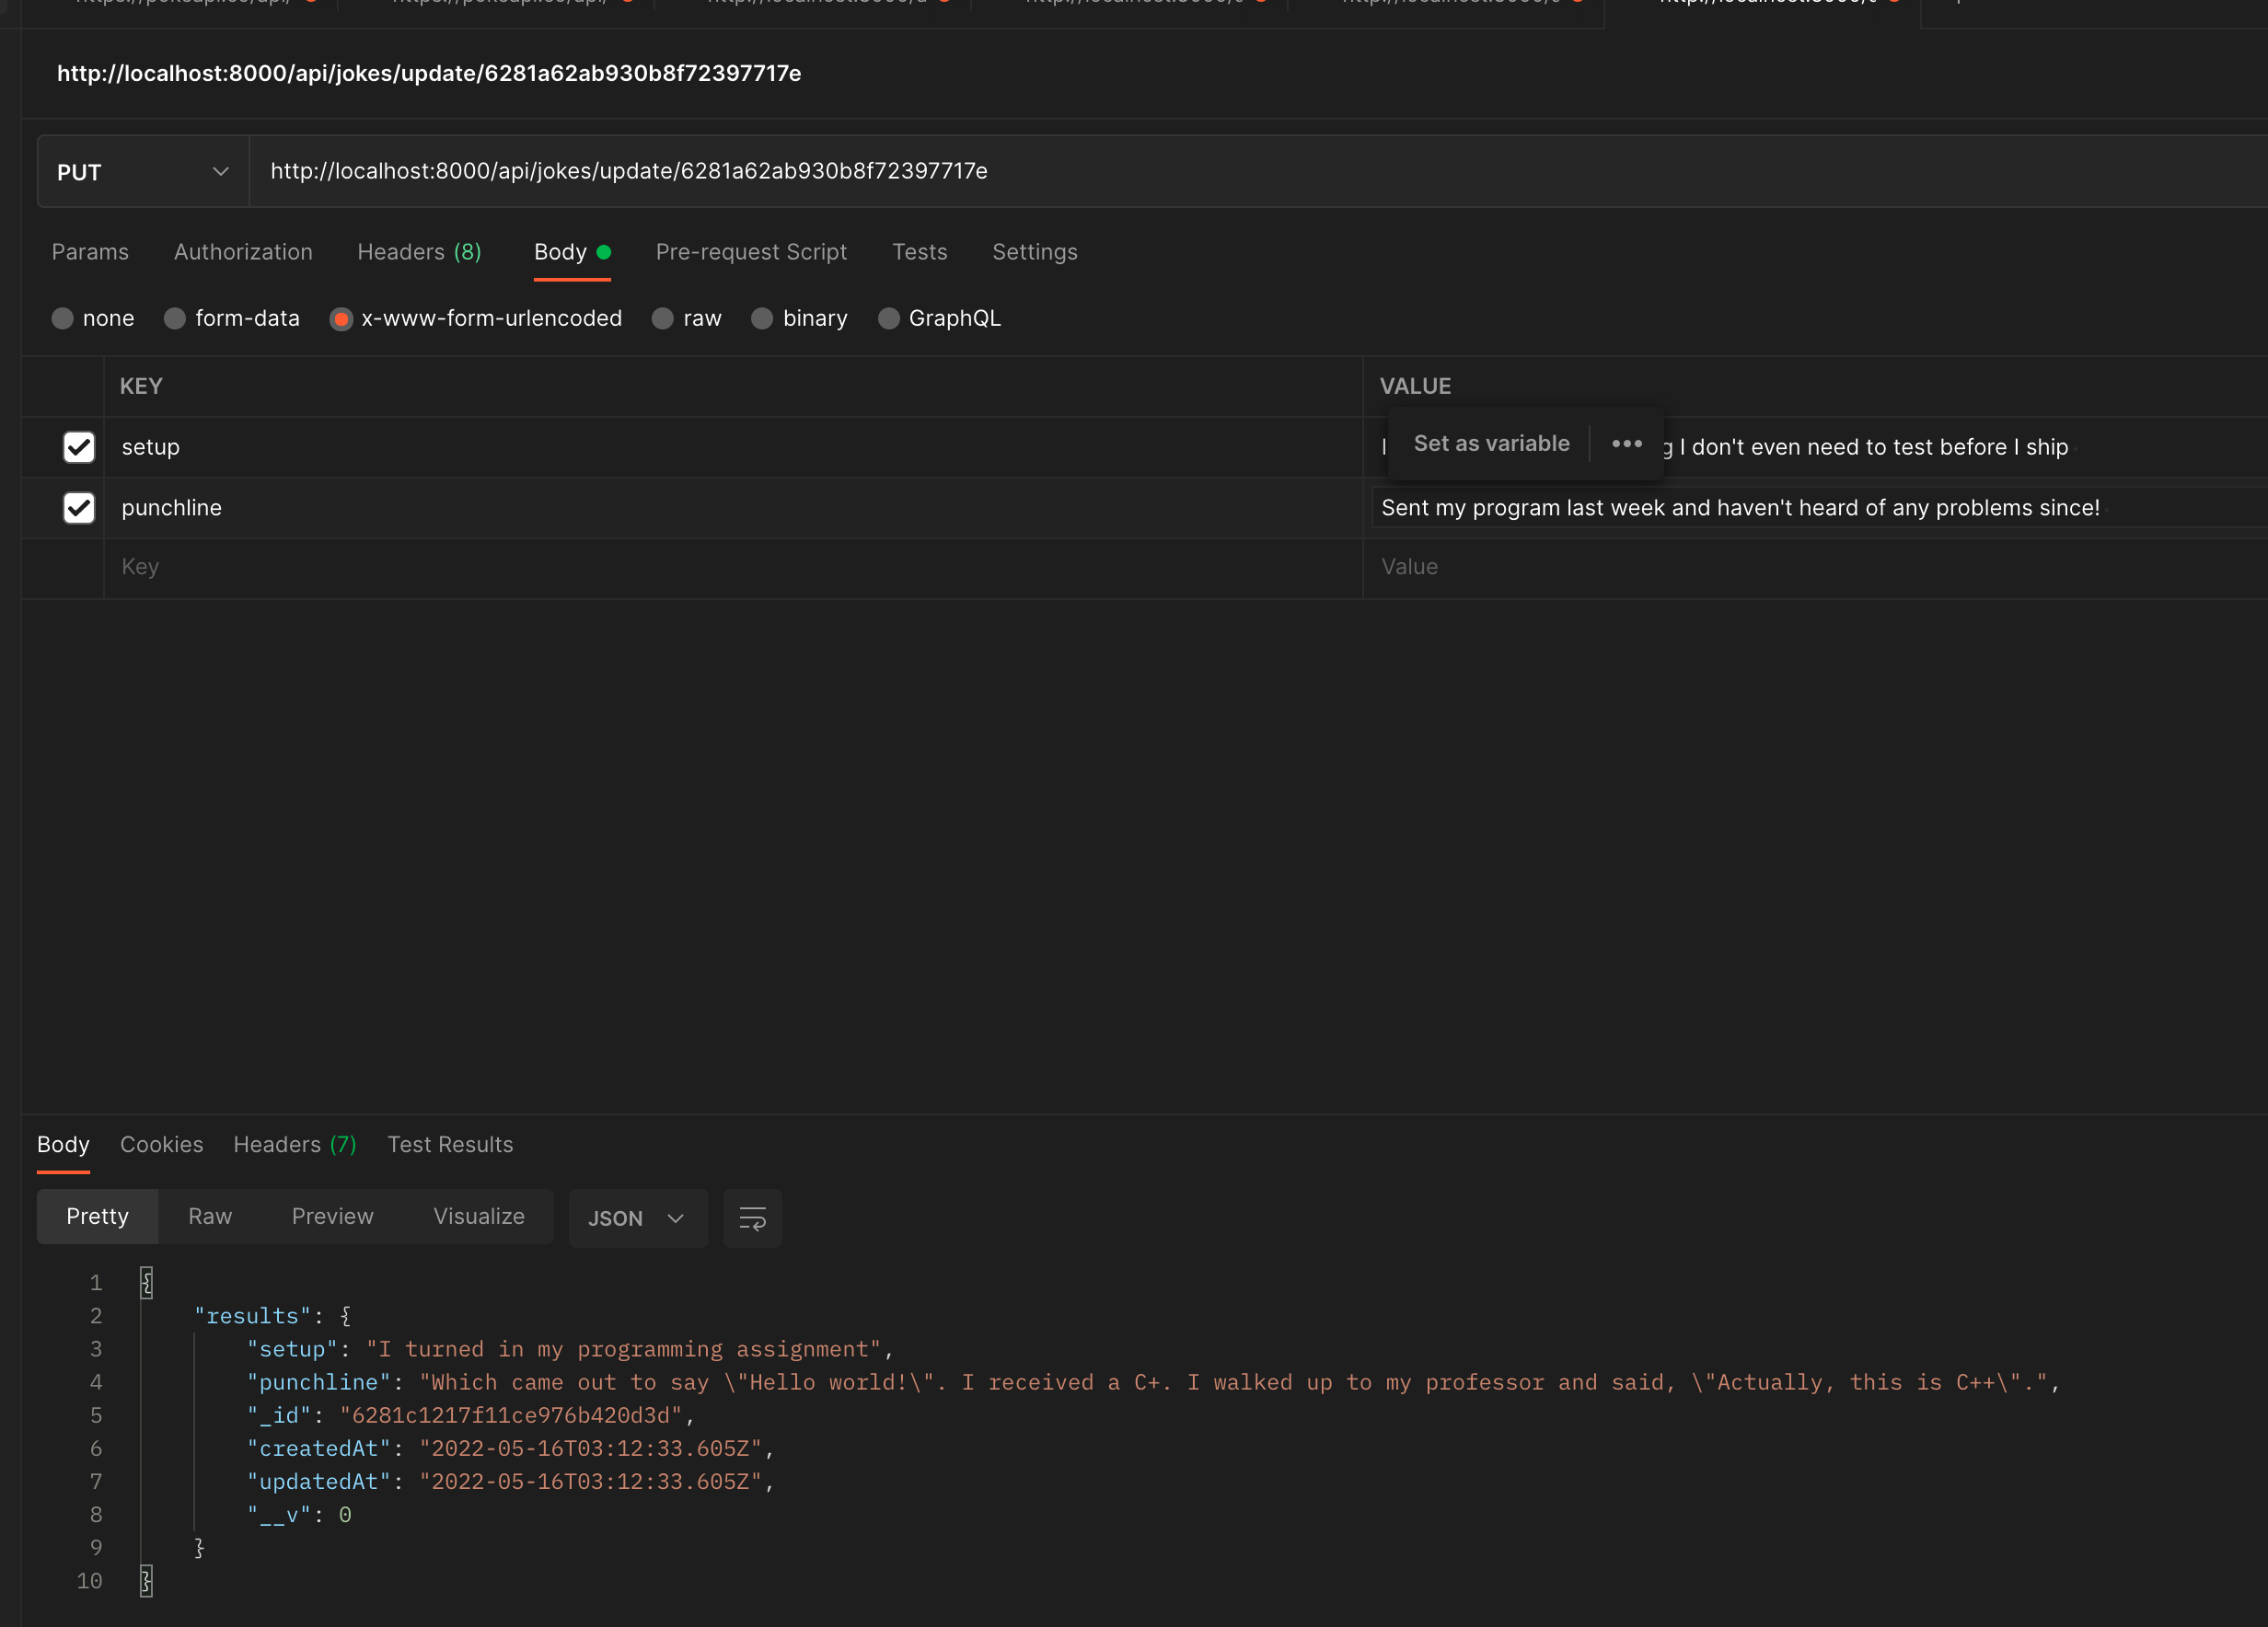 http://localhost:8000/api/jokes/update/6281a62ab930b8f72397717e
PUT http://localhost:8000/api/jokes/update/6281a62ab930b8f72397717e
Params Authorization Headers (8) Body Pre-request Script Tests Settings
none form-data x-www-form-urlencoded raw binary GraphQL
KEY VALUE
setup I Set as variable ••• g I don't even need to test before I ship
punchline Sent my program last week and haven't heard of any problems since!
Key Value
Body Cookies Headers (7) Test Results
Pretty Raw Preview Visualize JSON
1 {
2 "results": {
3 "setup": "I turned in my programming assignment",
4 "punchline": "Which came out to say \"Hello world!\". I received a C+. I walked up to my professor and said, \"Actually, this is C++\".",
5 "_id": "6281c1217f11ce976b420d3d",
6 "createdAt": "2022-05-16T03:12:33.605Z",
7 "updatedAt": "2022-05-16T03:12:33.605Z",
8 "__v": 0
9 }
10 }